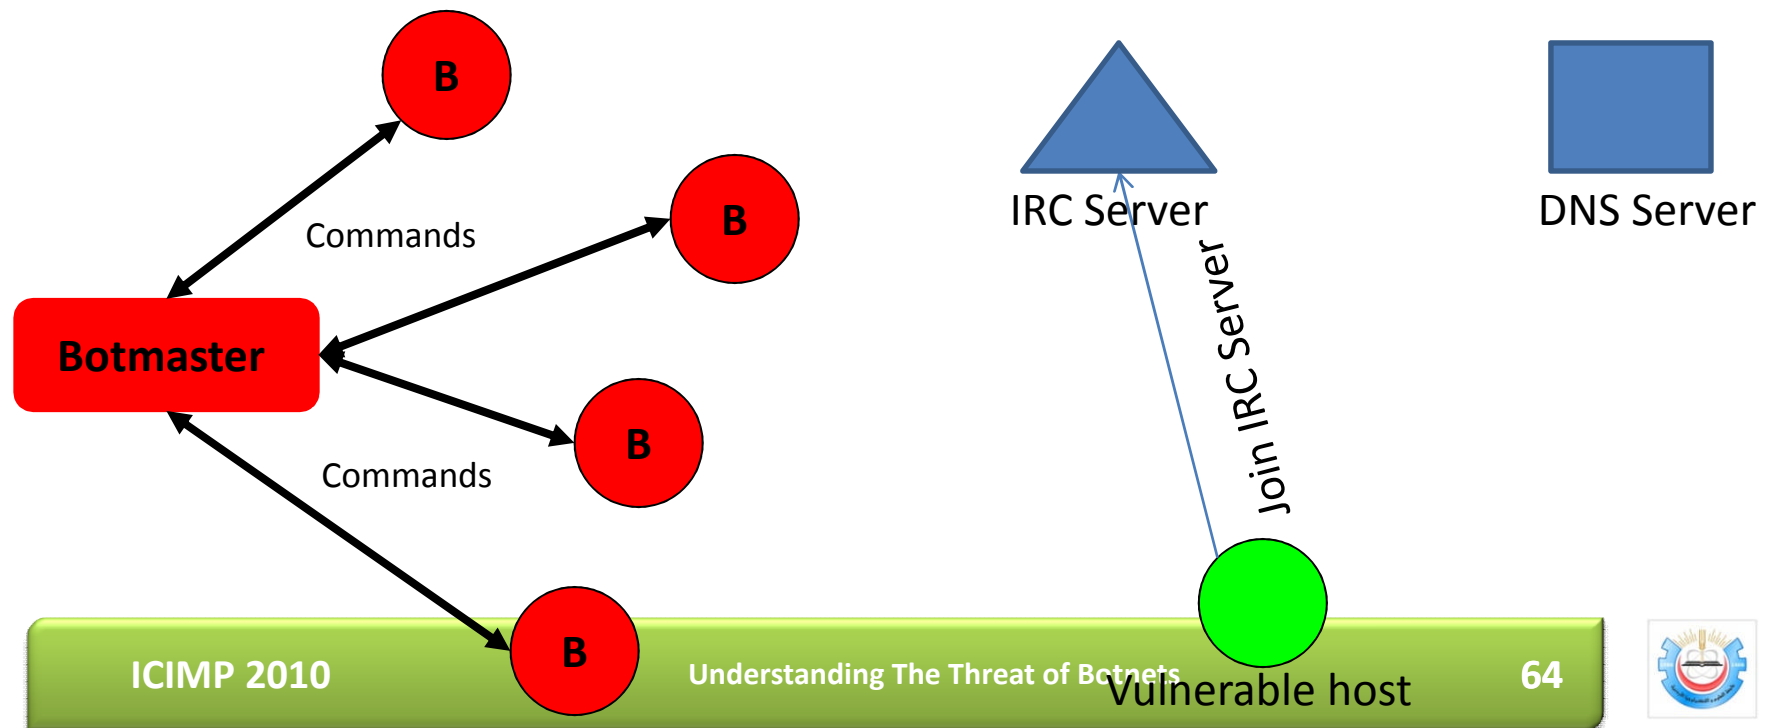 B
B
IRC Server
DNS Server
Commands
Join IRC Server
Botmaster
B
Commands
B
ICIMP 2010
Understanding The Threat of Botnets
Vulnerable host
64